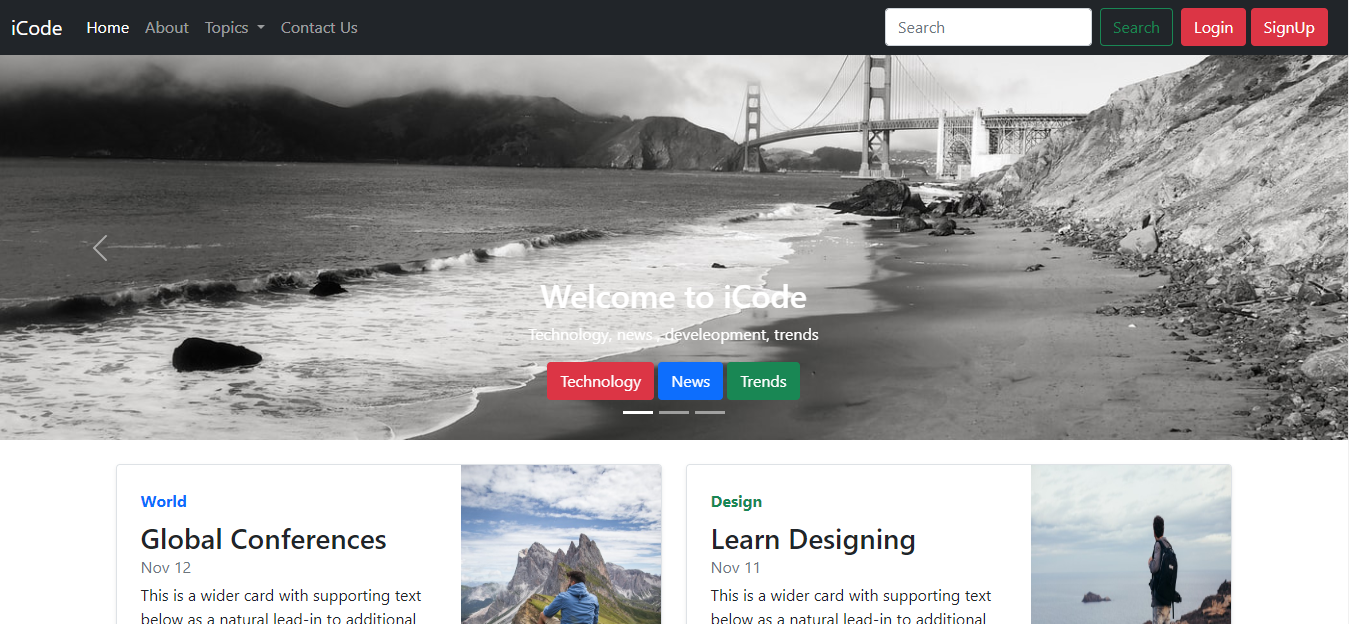 iCode Home About Topics Contact Us Search Search Login SignUp
Welcome to iCode
Technology, news , develeopment, trends
Technology News Trends
World
Global Conferences
Nov 12
This is a wider card with supporting text
below as a natural lead-in to additional
Design
Learn Designing
Nov 11
This is a wider card with supporting text
below as a natural lead-in to additional